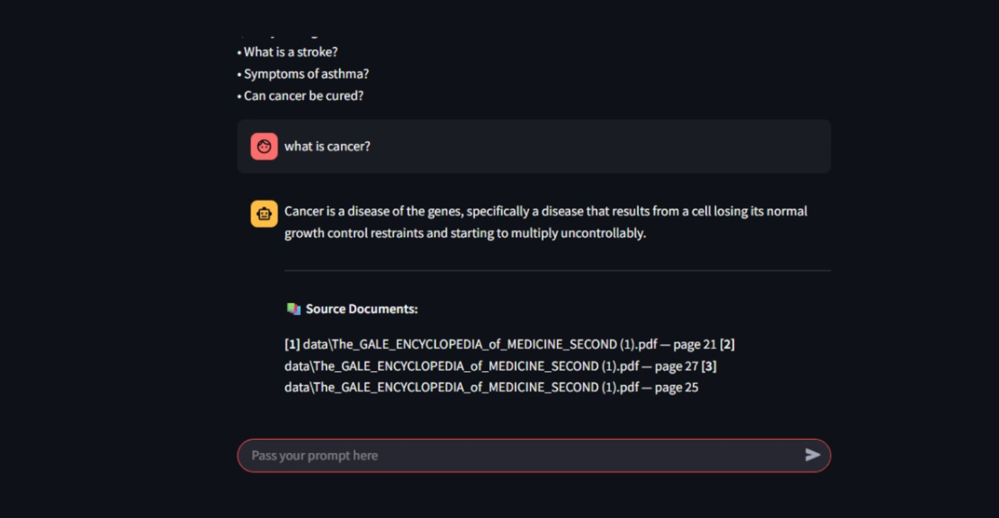 • What is a stroke?
• Symptoms of asthma?
• Can cancer be cured?
what is cancer?
Cancer is a disease of the genes, specifically a disease that results from a cell losing its normal
growth control restraints and starting to multiply uncontrollably.
📚 Source Documents:
[1] data\The_GALE_ENCYCLOPEDIA_of_MEDICINE_SECOND (1).pdf — page 21 [2]
data\The_GALE_ENCYCLOPEDIA_of_MEDICINE_SECOND (1).pdf — page 27 [3]
data\The_GALE_ENCYCLOPEDIA_of_MEDICINE_SECOND (1).pdf — page 25
Pass your prompt here